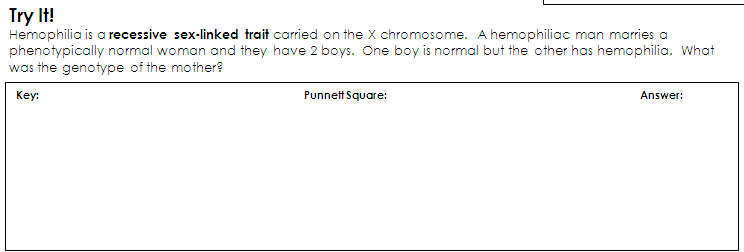 Try It!
Hemophilia is a recessive sex-linked trait carried on the X chromosome. A hemophiliac man marries a
phenotypically normal woman and they have 2 boys. One boy is normal but the other has hemophilia. What
was the genotype of the mother?
Key: Punnett Square: Answer: